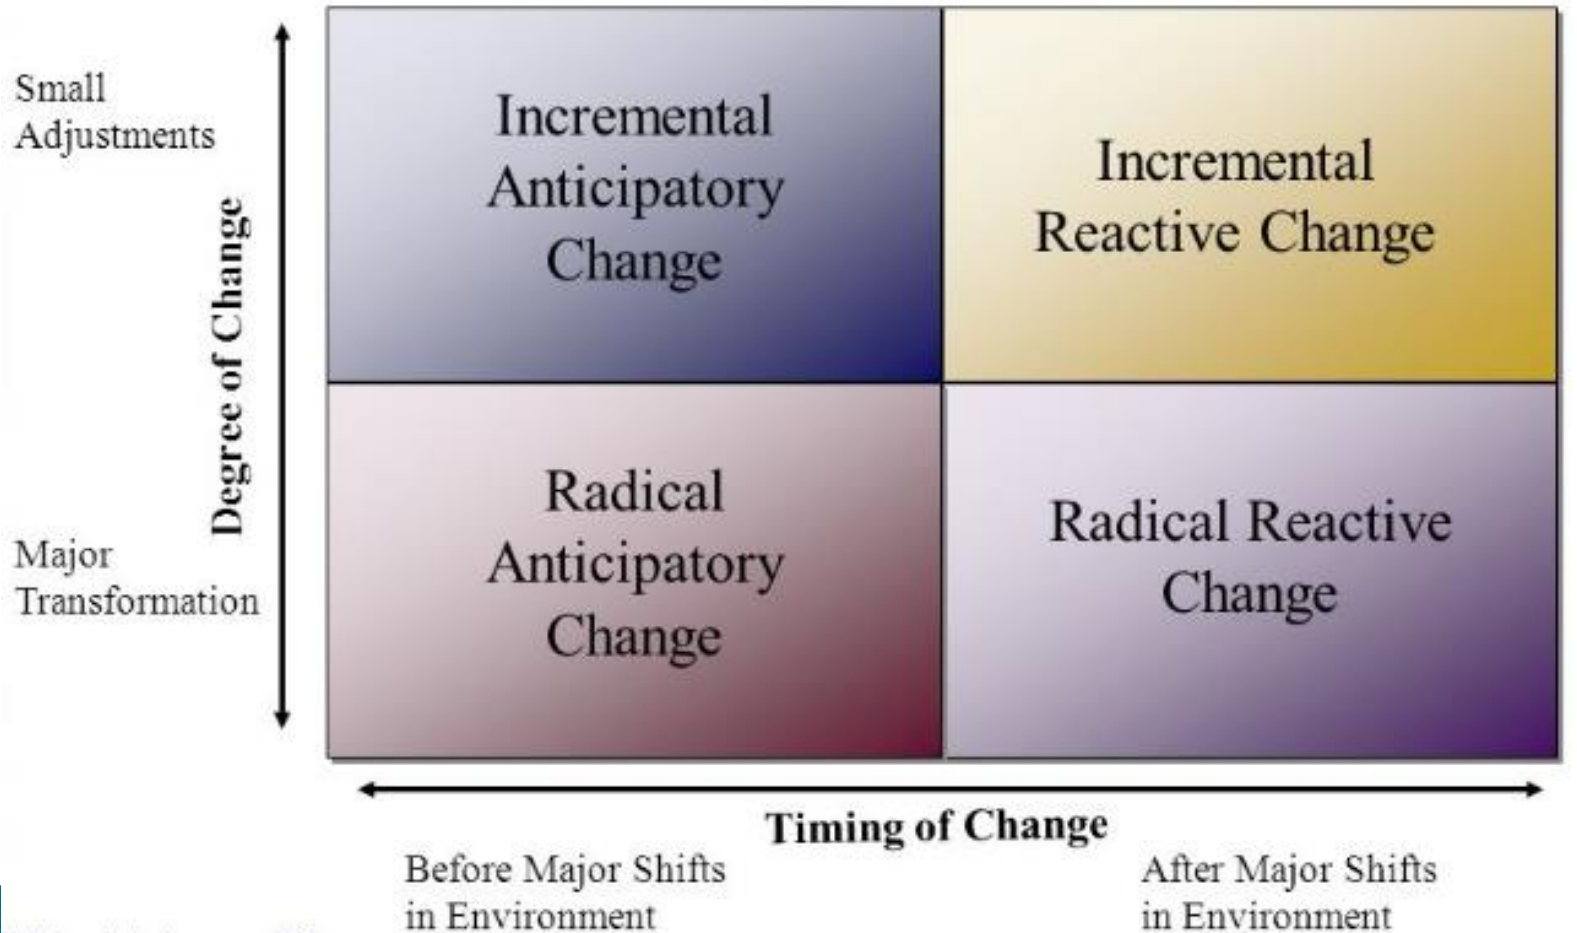 Small
Adjustments
Degree of Change
Major
Transformation
Incremental
Anticipatory
Change
Incremental
Reactive Change
Radical
Anticipatory
Change
Radical Reactive
Change
Timing of Change
Before Major Shifts
in Environment
After Major Shifts
in Environment